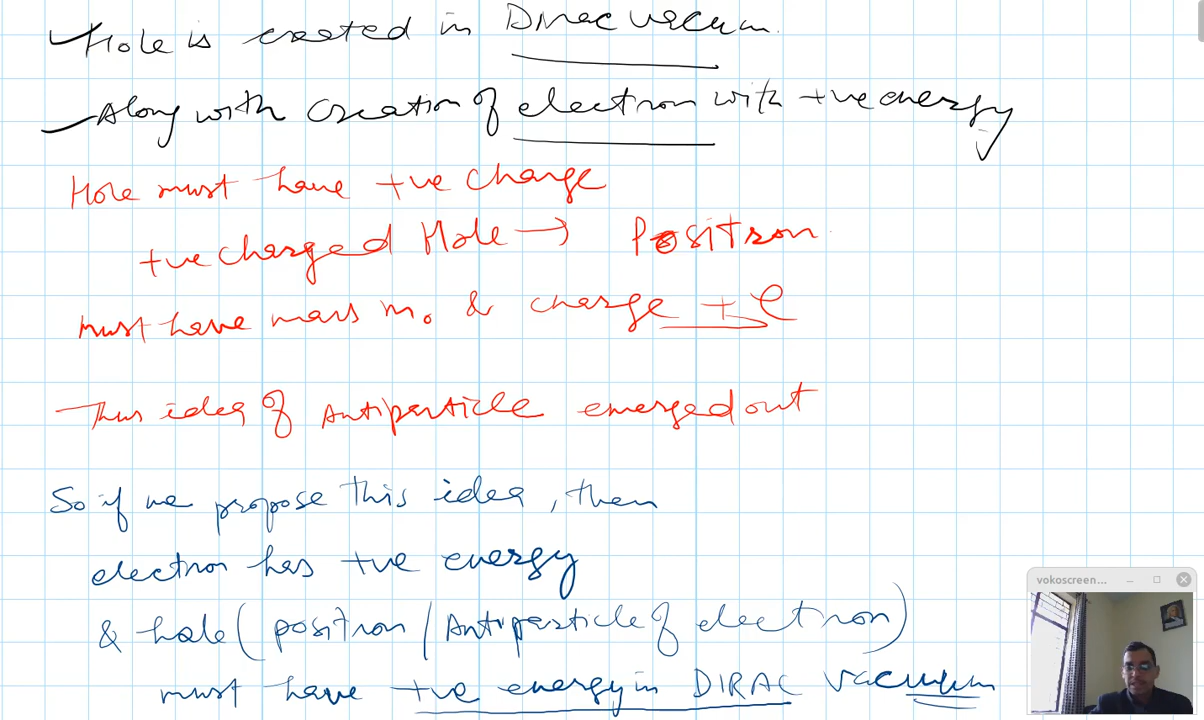 Hole is created in Dirac vacuum
Along with creation of electron with +ve energy
Hole must have +ve charge
+ve charged Hole → Positron
must have mass m₀ & charge +e
Thus idea of Antiparticle emerged out
So if we propose this idea, then
electron has +ve energy
& hole (positron / Antiparticle of electron)
must have +ve energy in DIRAC vacuum
vokoscreen...